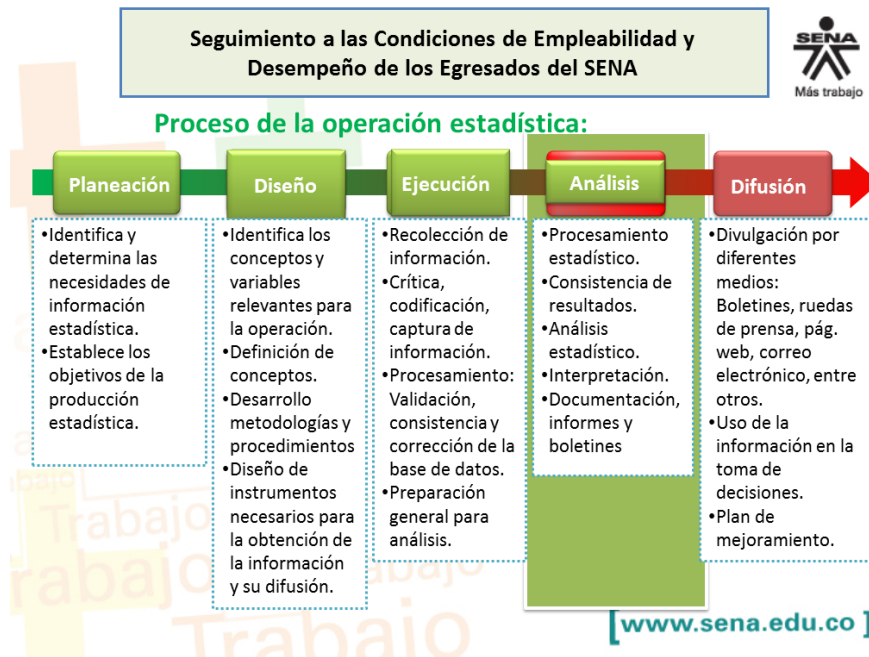 Seguimiento a las Condiciones de Empleabilidad y
Desempeño de los Egresados del SENA
SENA
Más trabajo
Proceso de la operación estadística:
Planeación
•Identifica y
determina las
necesidades de
información
estadística.
•Establece los
objetivos de la
producción
estadística.
Diseño
•Identifica los
conceptos y
variables
relevantes para
la operación.
•Definición de
conceptos.
•Desarrollo
metodologías y
procedimientos
•Diseño de
instrumentos
necesarios para
la obtención de
la información
y su difusión.
Ejecución
•Recolección de
información.
•Crítica,
codificación,
captura de
información.
•Procesamiento:
Validación,
consistencia y
corrección de la
base de datos.
•Preparación
general para
análisis.
Análisis
•Procesamiento
estadístico.
•Consistencia de
resultados.
•Análisis
estadístico.
•Interpretación.
•Documentación,
informes y
boletines
Difusión
•Divulgación por
diferentes
medios:
Boletines, ruedas
de prensa, pág.
web, correo
electrónico, entre
otros.
•Uso de la
información en la
toma de
decisiones.
•Plan de
mejoramiento.
Trabajo
rabajo
Trabajo
Trabajo
[www.sena.edu.co ]